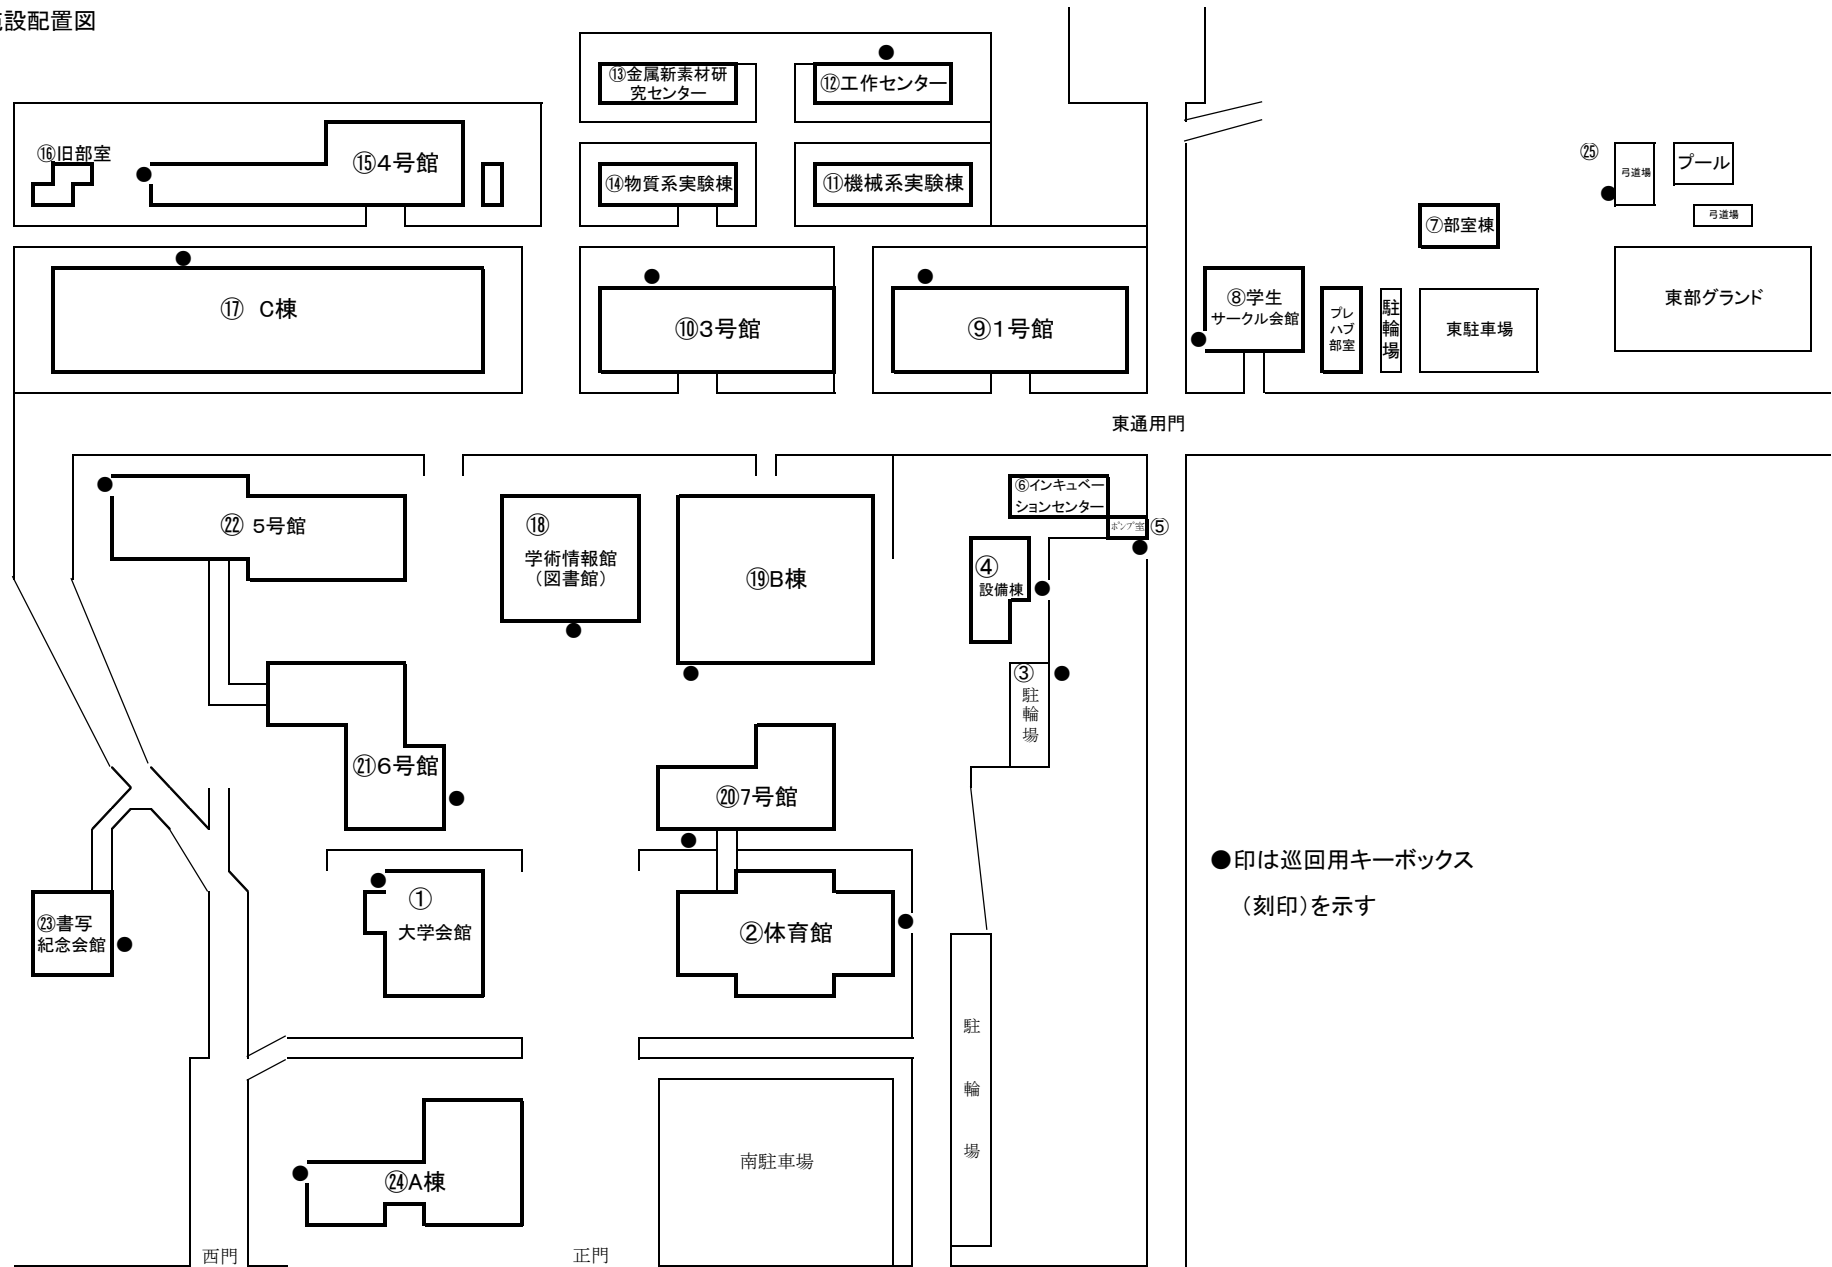 設配置図
⑬金属新素材研
究センター
⑫工作センター
⑯旧部室
⑮4号館
⑭物質系実験棟
⑪機械系実験棟
㉕
弓道場
プール
弓道場
⑦部室棟
⑰ C棟
⑩3号館
⑨1号館
⑧学生
サークル会館
プレ
ハブ
部室
駐
輪
場
東駐車場
東部グランド
東通用門
㉒ 5号館
⑱
学術情報館
（図書館）
⑲B棟
⑥インキュベー
ションセンター
ポンプ室
⑤
④
設備棟
③
駐
輪
場
㉑6号館
⑳7号館
●印は巡回用キーボックス
（刻印）を示す
㉓書写
紀念会館
①
大学会館
②体育館
駐
輪
場
南駐車場
㉔A棟
西門
正門